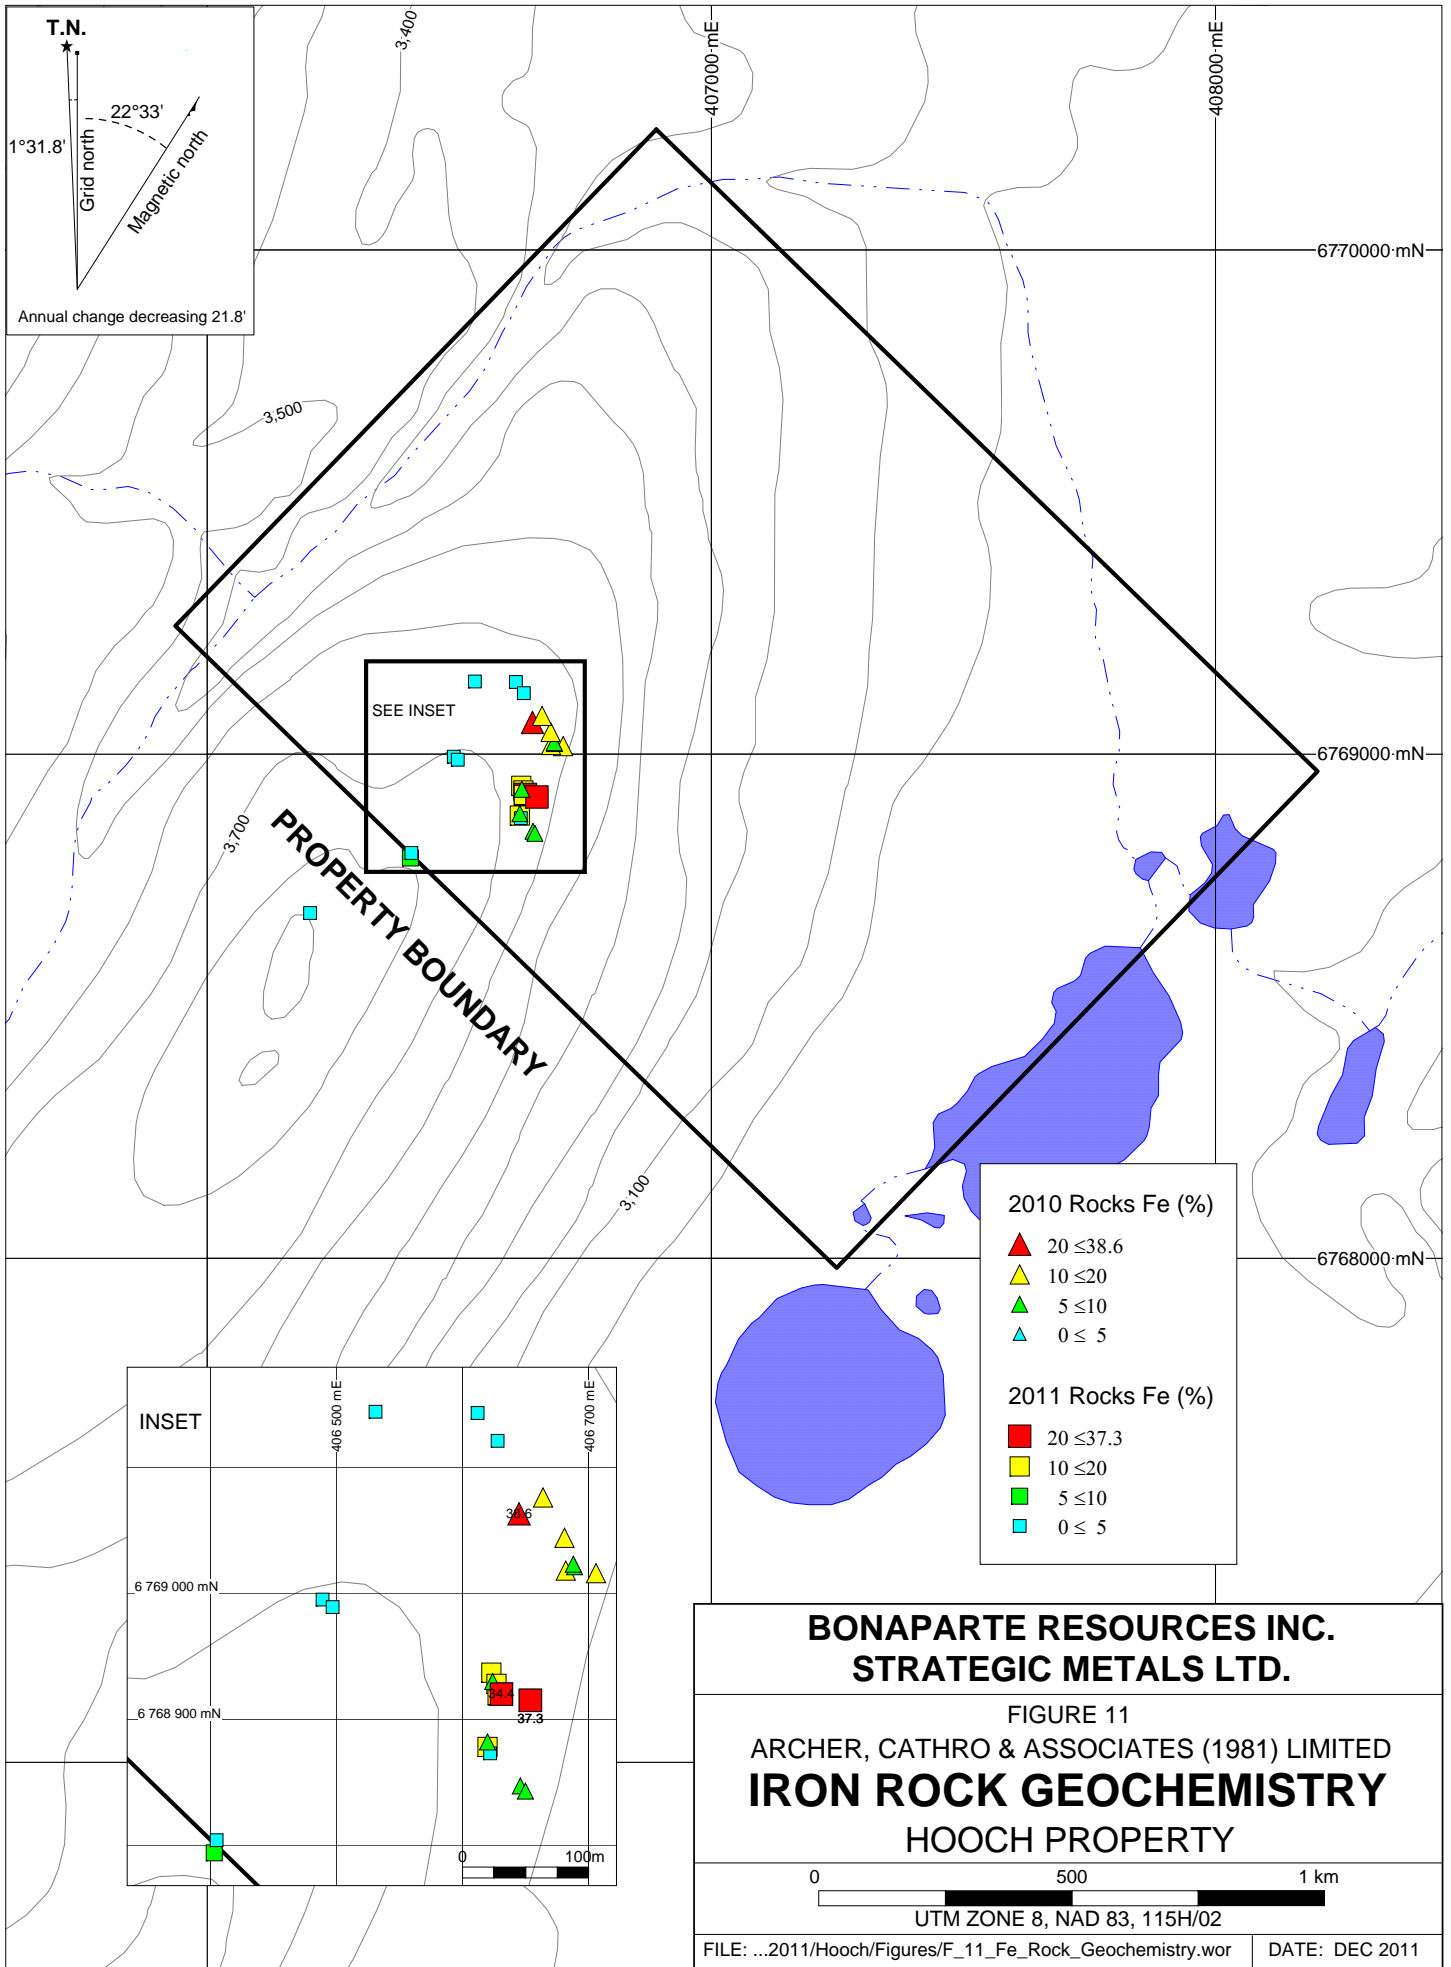 T.N.
22°33'
1°31.8'
Grid north
Magnetic north
Annual change decreasing 21.8'
3,400
407000 mE
408000 mE
6770000 mN
3,500
SEE INSET
6769000 mN
3,700
PROPERTY BOUNDARY
3,100
6768000 mN
2010 Rocks Fe (%)
20 ≤38.6
10 ≤20
5 ≤10
0 ≤ 5
2011 Rocks Fe (%)
20 ≤37.3
10 ≤20
5 ≤10
0 ≤ 5
INSET
406 500 mE
406 700 mE
38.6
6 769 000 mN
34.4
37.3
6 768 900 mN
0 100m
BONAPARTE RESOURCES INC.
STRATEGIC METALS LTD.
FIGURE 11
ARCHER, CATHRO & ASSOCIATES (1981) LIMITED
IRON ROCK GEOCHEMISTRY
HOOCH PROPERTY
0 500 1 km
UTM ZONE 8, NAD 83, 115H/02
FILE: ...2011/Hooch/Figures/F_11_Fe_Rock_Geochemistry.wor
DATE: DEC 2011